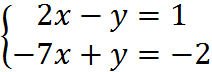 2x − y = 1
−7x + y = −2